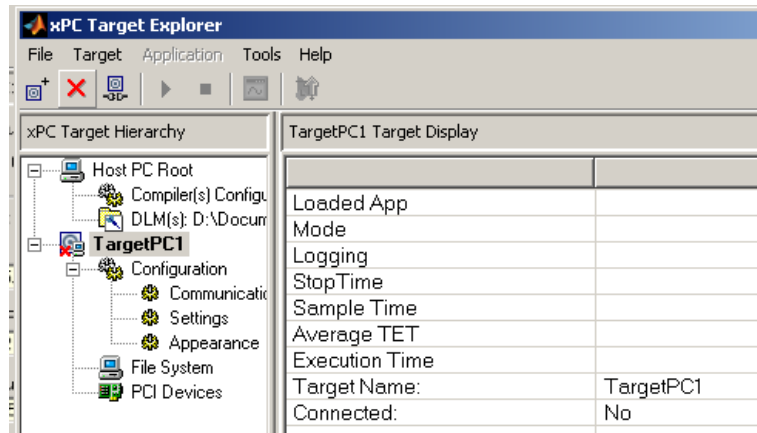 xPC Target Explorer
File Target Application Tools Help
xPC Target Hierarchy
TargetPC1 Target Display
Host PC Root
Compiler(s) Configu
DLM(s): D:\Docum
TargetPC1
Configuration
Communicatio
Settings
Appearance
File System
PCI Devices
Loaded App
Mode
Logging
StopTime
Sample Time
Average TET
Execution Time
Target Name: TargetPC1
Connected: No